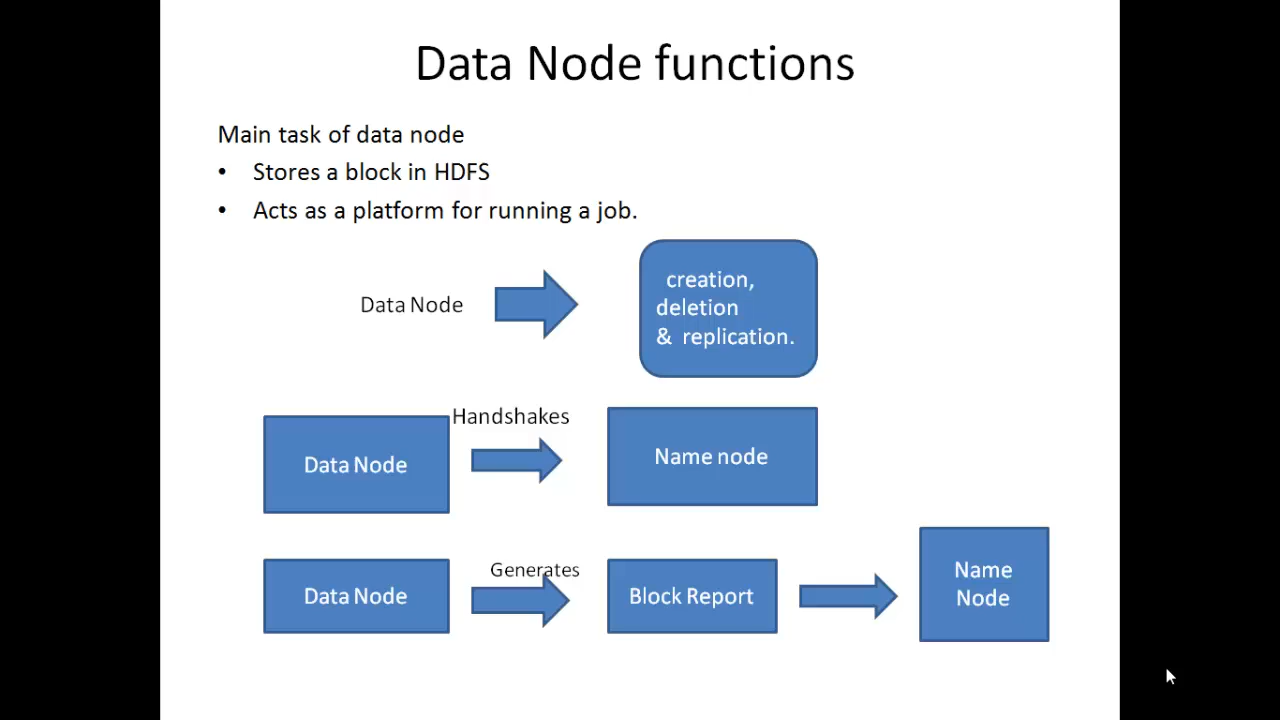 Data Node functions
Main task of data node
• Stores a block in HDFS
• Acts as a platform for running a job.
Data Node
creation,
deletion
& replication.
Handshakes
Data Node
Name node
Generates
Data Node
Block Report
Name
Node